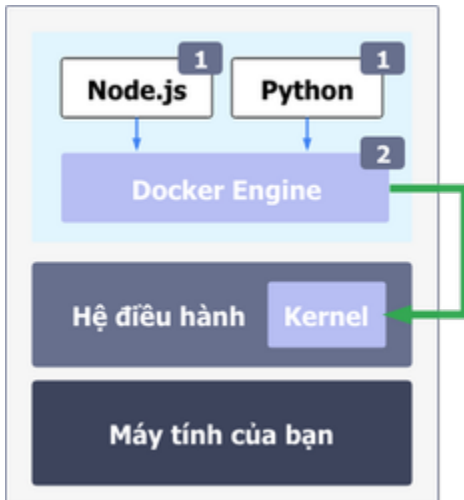 1
1
Node.js
Python
2
Docker Engine
Hệ điều hành
Kernel
Máy tính của bạn